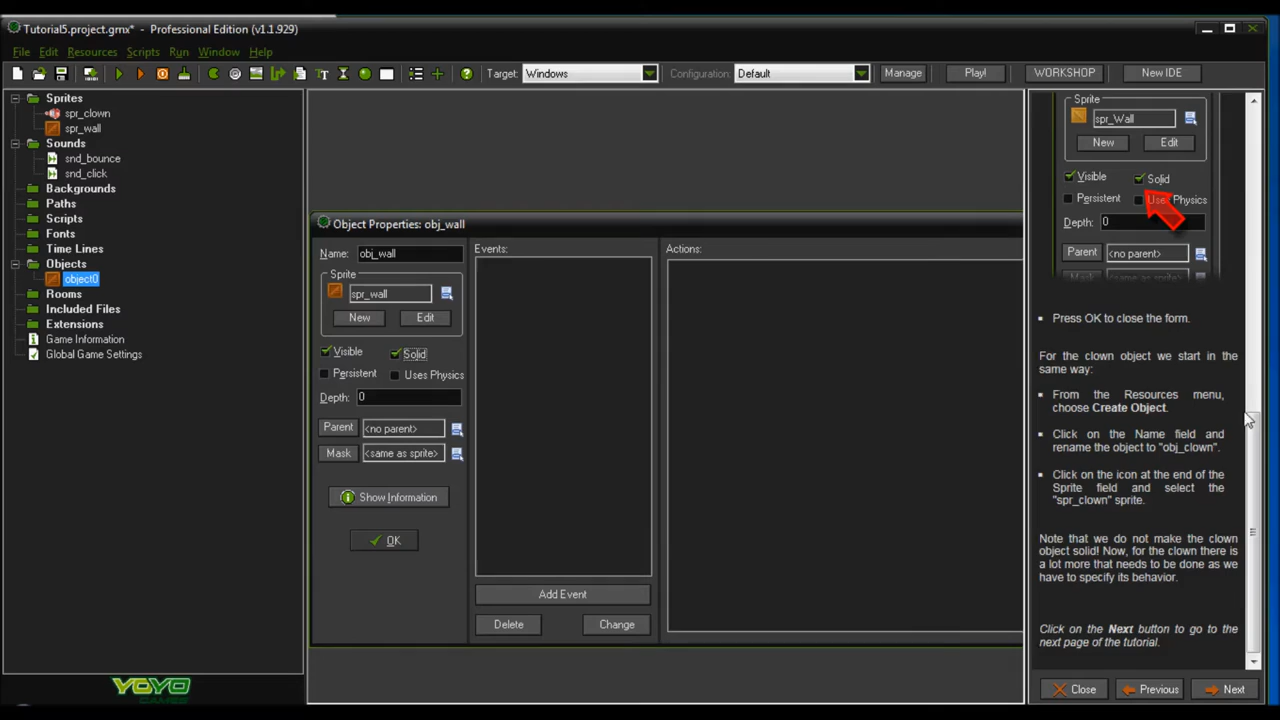 Tutorial5.project.gmx* - Professional Edition (v1.1.929)
File Edit Resources Scripts Run Window Help
Target: Windows Configuration: Default Manage Play! WORKSHOP New IDE
Sprites
spr_clown
spr_wall
Sounds
snd_bounce
snd_click
Backgrounds
Paths
Scripts
Fonts
Time Lines
Objects
object0
Rooms
Included Files
Extensions
Game Information
Global Game Settings
YOYO
GAMES
Object Properties: obj_wall
Name: obj_wall
Sprite
spr_wall
New Edit
Visible Solid
Persistent Uses Physics
Depth: 0
Parent <no parent>
Mask <same as sprite>
Show Information
OK
Events:
Add Event
Delete Change
Actions:
Sprite
spr_Wall
New Edit
Visible Solid
Persistent Uses Physics
Depth: 0
Parent <no parent>
Mask <same as sprite>
Press OK to close the form.
For the clown object we start in the
same way:
From the Resources menu,
choose Create Object.
Click on the Name field and
rename the object to "obj_clown".
Click on the icon at the end of the
Sprite field and select the
"spr_clown" sprite.
Note that we do not make the clown
object solid! Now, for the clown there is
a lot more that needs to be done as we
have to specify its behavior.
Click on the Next button to go to the
next page of the tutorial.
Close Previous Next